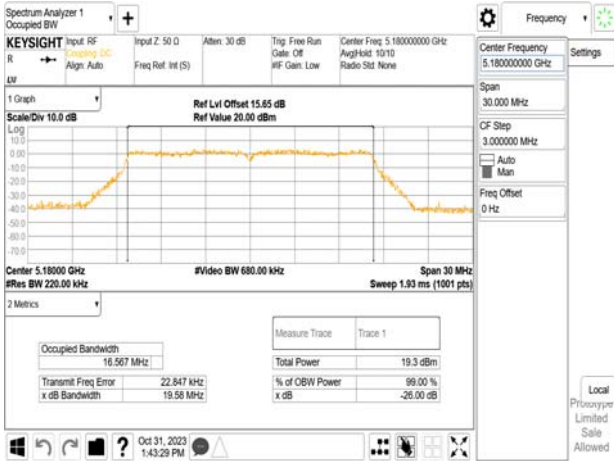 Spectrum Analyzer 1
Occupied BW
+
Frequency
KEYSIGHT
R
Input: RF
Coupling: DC
Align: Auto
Input Z: 50 Ω
Freq Ref: Int (S)
Atten: 30 dB
Trig: Free Run
Gate: Off
#IF Gain: Low
Center Freq: 5.180000000 GHz
Avg|Hold: 10/10
Radio Std: None
Center Frequency
5.180000000 GHz
Settings
Span
30.000 MHz
CF Step
3.000000 MHz
Auto
Man
Freq Offset
0 Hz
1 Graph
Scale/Div 10.0 dB
Ref Lvl Offset 15.65 dB
Ref Value 20.00 dBm
Log
10.0
0.00
-10.0
-20.0
-30.0
-40.0
-50.0
-60.0
-70.0
Center 5.18000 GHz
#Res BW 220.00 kHz
#Video BW 680.00 kHz
Span 30 MHz
Sweep 1.93 ms (1001 pts)
2 Metrics
Measure Trace Trace 1
Occupied Bandwidth
16.567 MHz
Total Power 19.3 dBm
Transmit Freq Error 22.847 kHz
% of OBW Power 99.00 %
x dB Bandwidth 19.58 MHz
x dB -26.00 dB
Local
Prototype
Limited
Sale
Allowed
?
Oct 31, 2023
1:43:29 PM